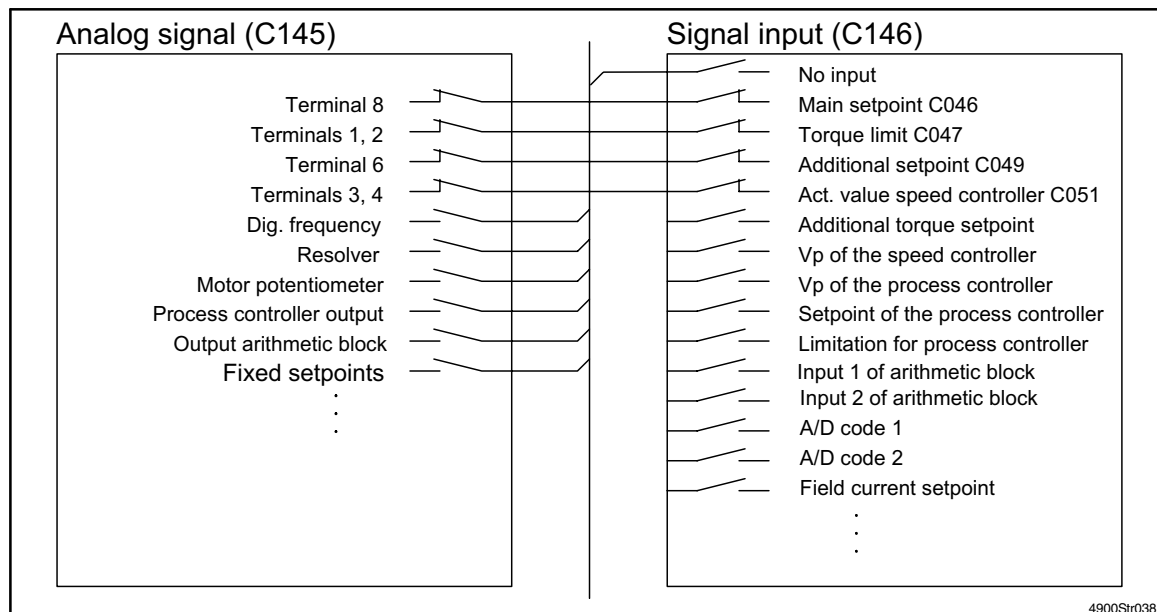 Analog signal (C145)
Terminal 8
Terminals 1, 2
Terminal 6
Terminals 3, 4
Dig. frequency
Resolver
Motor potentiometer
Process controller output
Output arithmetic block
Fixed setpoints
Signal input (C146)
No input
Main setpoint C046
Torque limit C047
Additional setpoint C049
Act. value speed controller C051
Additional torque setpoint
Vp of the speed controller
Vp of the process controller
Setpoint of the process controller
Limitation for process controller
Input 1 of arithmetic block
Input 2 of arithmetic block
A/D code 1
A/D code 2
Field current setpoint
4900Str038